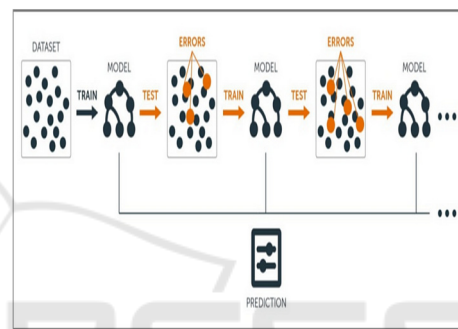 DATASET
TRAIN
MODEL
TEST
ERRORS
TRAIN
MODEL
TEST
ERRORS
TRAIN
MODEL
PREDICTION